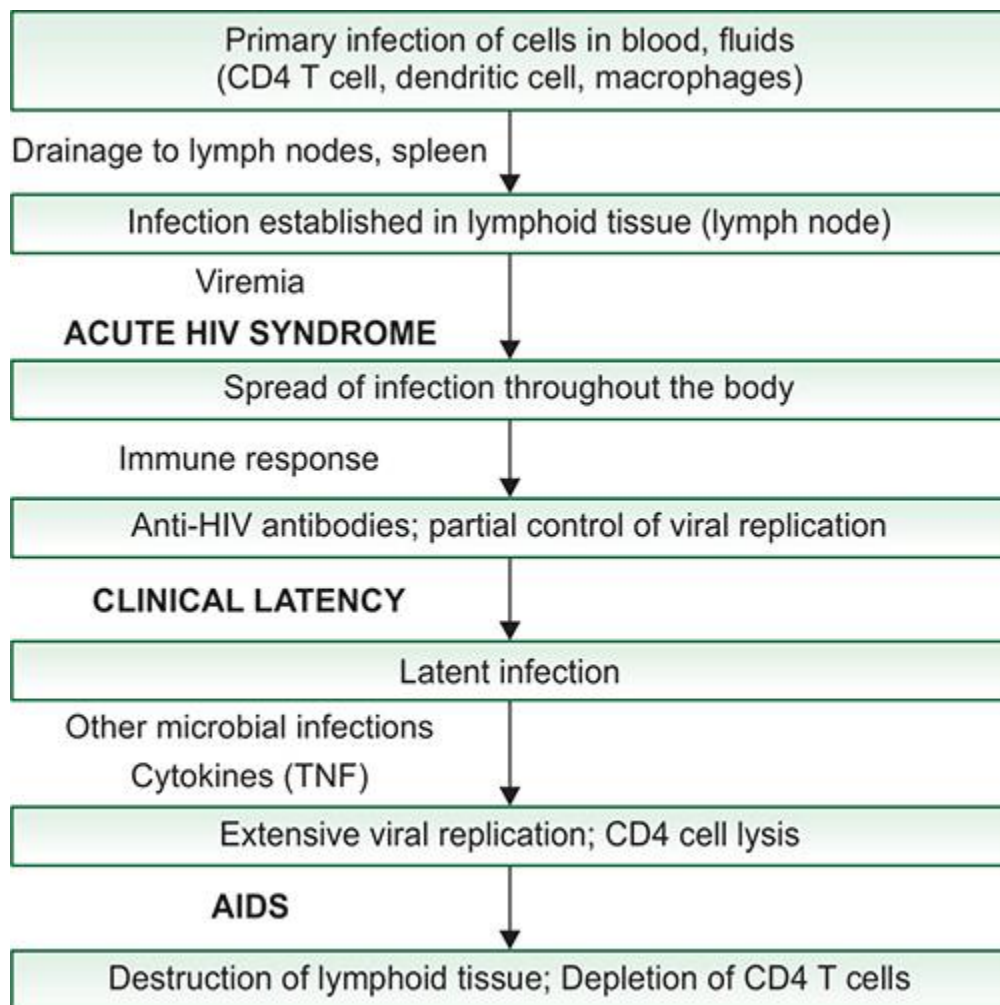 Primary infection of cells in blood, fluids
(CD4 T cell, dendritic cell, macrophages)
Drainage to lymph nodes, spleen
Infection established in lymphoid tissue (lymph node)
Viremia
ACUTE HIV SYNDROME
Spread of infection throughout the body
Immune response
Anti-HIV antibodies; partial control of viral replication
CLINICAL LATENCY
Latent infection
Other microbial infections
Cytokines (TNF)
Extensive viral replication; CD4 cell lysis
AIDS
Destruction of lymphoid tissue; Depletion of CD4 T cells